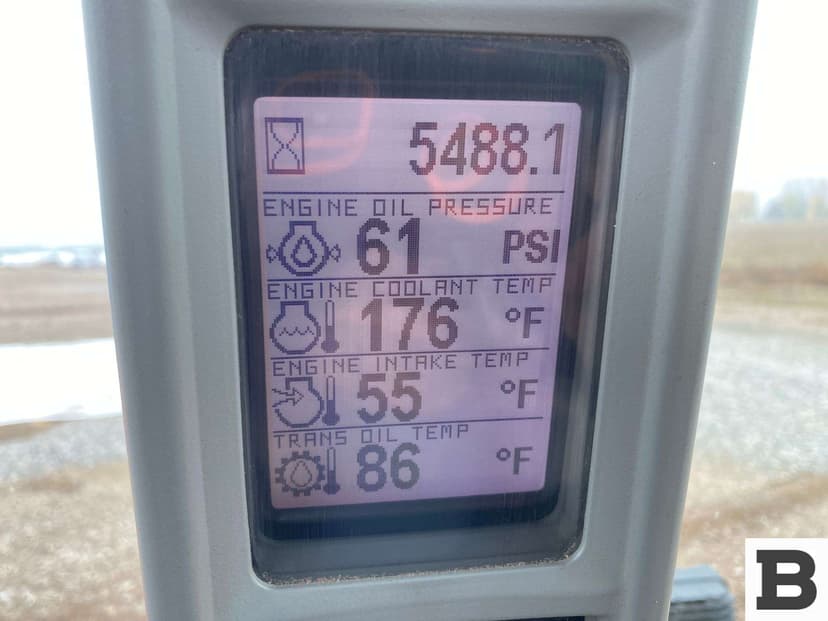 5488.1
ENGINE OIL PRESSURE
61 PSI
ENGINE COOLANT TEMP
176 °F
ENGINE INTAKE TEMP
55 °F
TRANS OIL TEMP
86 °F
B